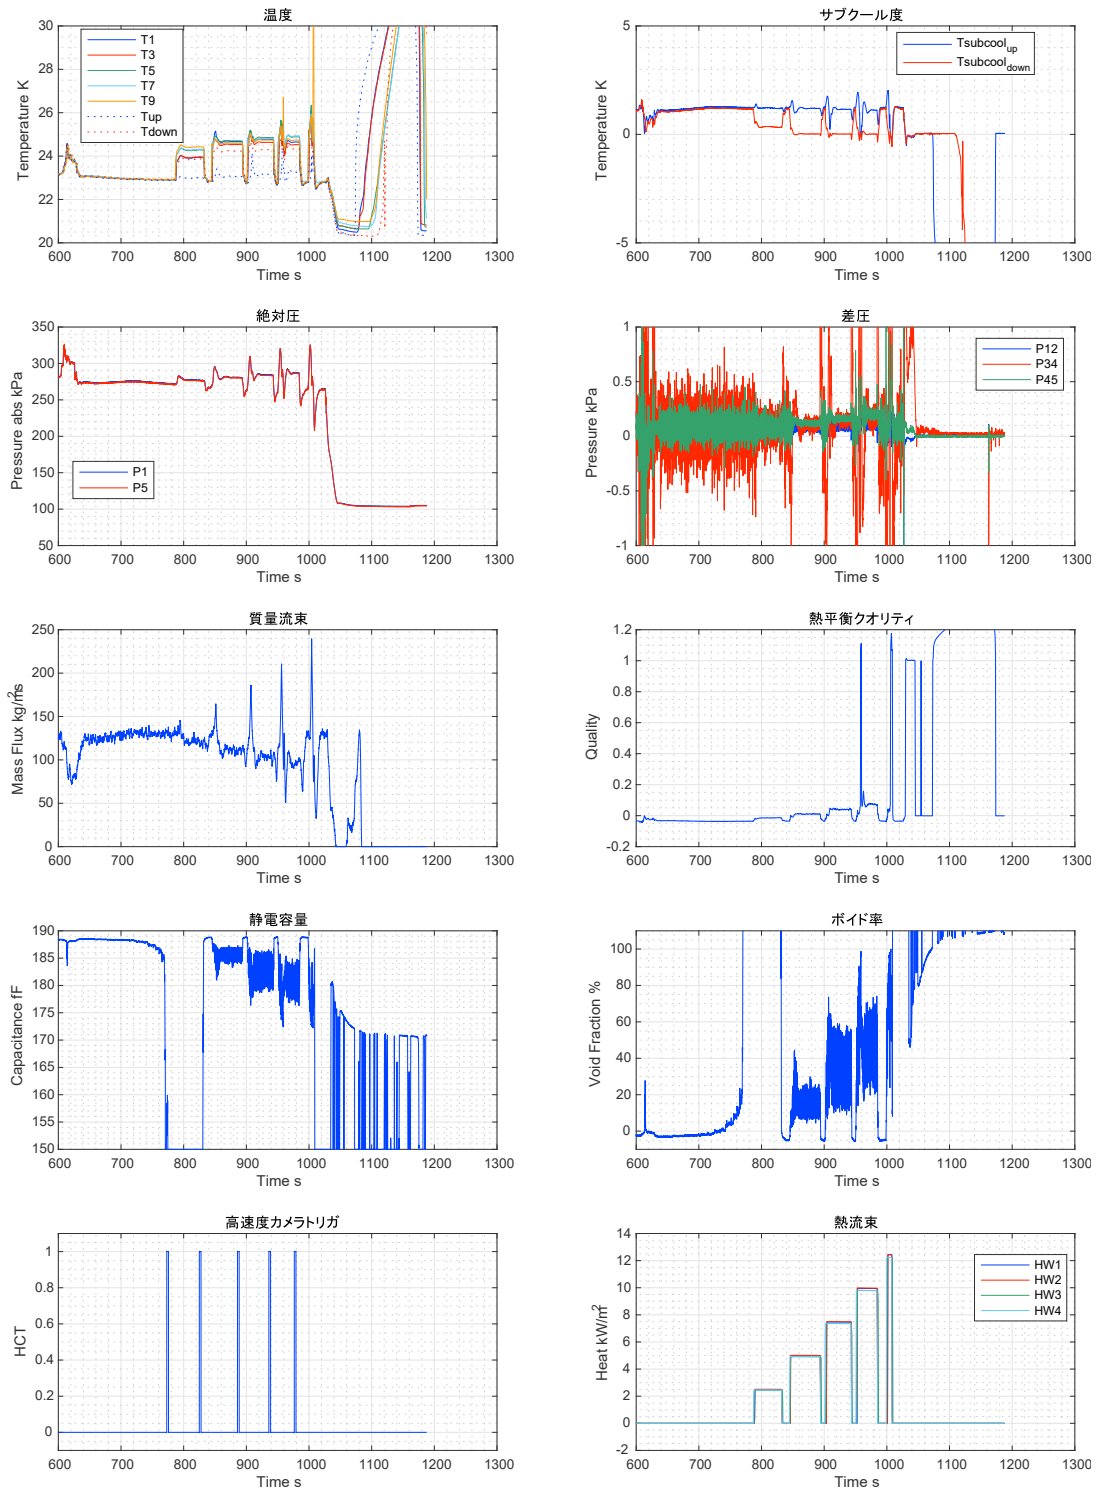 温度
30
28
26
24
22
20
Temperature K
T1
T3
T5
T7
T9
Tup
Tdown
600 700 800 900 1000 1100 1200 1300
Time s
サブクール度
5
0
-5
Temperature K
Tsubcool_up
Tsubcool_down
600 700 800 900 1000 1100 1200 1300
Time s
絶対圧
350
300
250
200
150
100
50
Pressure abs kPa
P1
P5
600 700 800 900 1000 1100 1200 1300
Time s
差圧
1
0.5
0
-0.5
-1
Pressure kPa
P12
P34
P45
600 700 800 900 1000 1100 1200 1300
Time s
質量流束
250
200
150
100
50
0
Mass Flux kg/m²s
600 700 800 900 1000 1100 1200 1300
Time s
熱平衡クオリティ
1.2
1
0.8
0.6
0.4
0.2
0
-0.2
Quality
600 700 800 900 1000 1100 1200 1300
Time s
静電容量
190
185
180
175
170
165
160
155
150
Capacitance fF
600 700 800 900 1000 1100 1200 1300
Time s
ボイド率
100
80
60
40
20
0
Void Fraction %
600 700 800 900 1000 1100 1200 1300
Time s
高速度カメラトリガ
1
0.8
0.6
0.4
0.2
0
HCT
600 700 800 900 1000 1100 1200 1300
Time s
熱流束
14
12
10
8
6
4
2
0
-2
Heat kW/m²
HW1
HW2
HW3
HW4
600 700 800 900 1000 1100 1200 1300
Time s